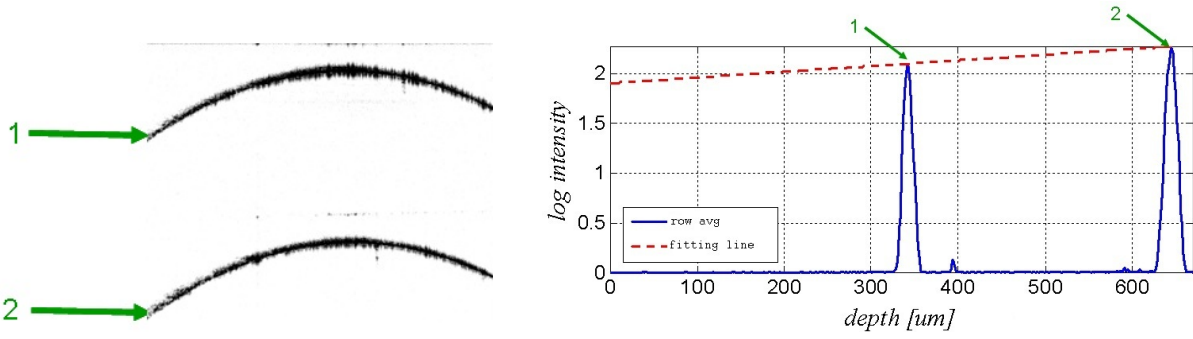 1
2
1
2
log intensity
2
1.5
1
0.5
0
row avg
fitting line
0 100 200 300 400 500 600
depth [um]